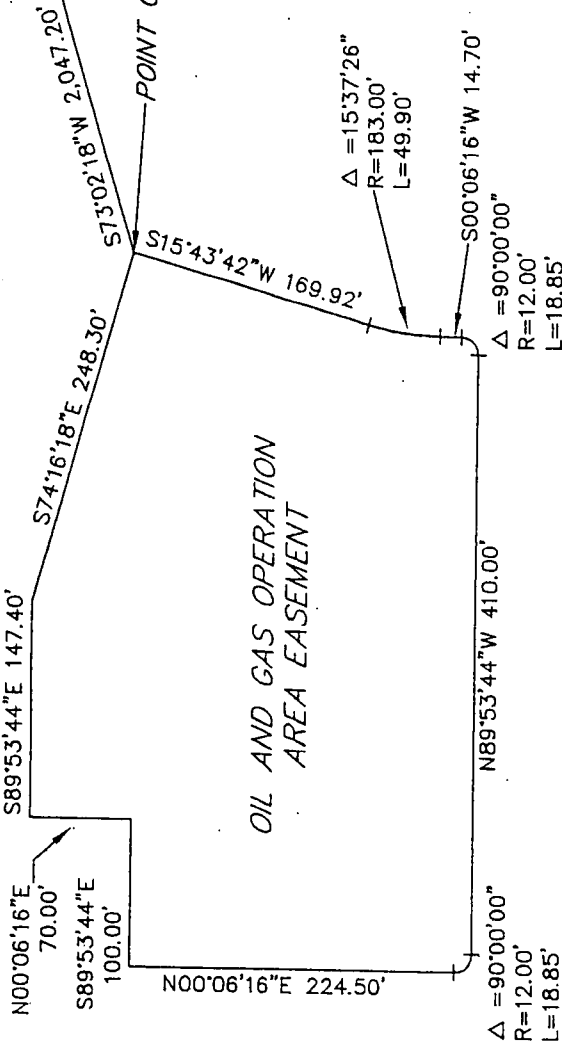 S73°02'18"W 2,047.20'
POINT
S74°16'18"E 248.30'
S89°53'44"E 147.40'
N00°06'16"E
70.00'
S89°53'44"E
100.00'
S15°43'42"W 169.92'
Δ =15°37'26"
R=183.00'
L=49.90'
S00°06'16"W 14.70'
Δ =90°00'00"
R=12.00'
L=18.85'
OIL AND GAS OPERATION
AREA EASEMENT
N89°53'44"W 410.00'
N00°06'16"E 224.50'
Δ =90°00'00"
R=12.00'
L=18.85'